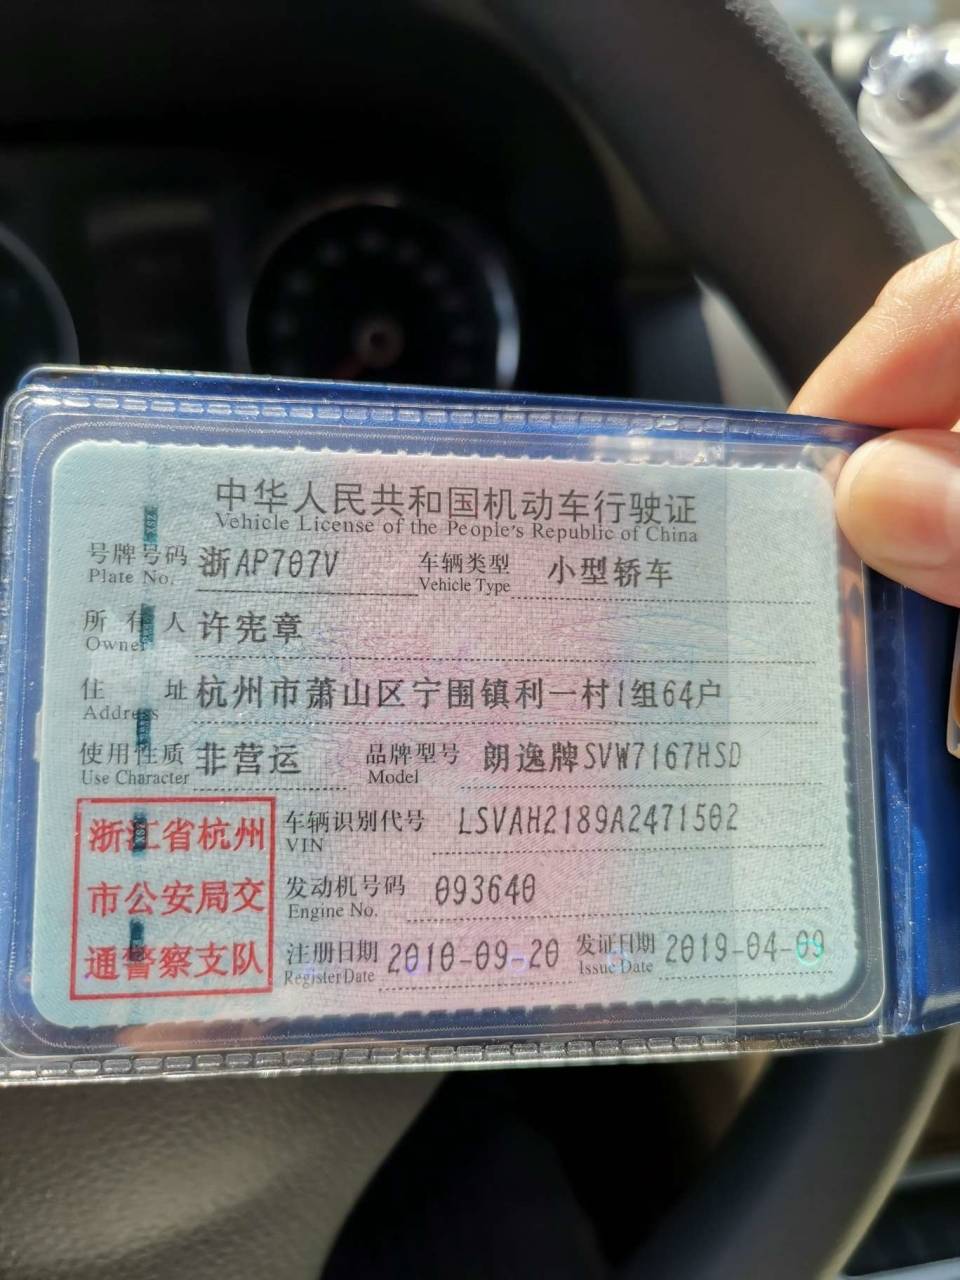 中华人民共和国机动车行驶证
Vehicle License of the People's Republic of China
号牌号码 浙AP707V 车辆类型 小型轿车
Plate No. Vehicle Type
所有人 许宪章
Owner
住址 杭州市萧山区宁围镇利一村1组64户
Address
使用性质 非营运 品牌型号 朗逸牌SVW7167HSD
Use Character Model
浙江省杭州
市公安局交
通警察支队
车辆识别代号 LSVAH2189A2471502
VIN
发动机号码 093640
Engine No.
注册日期 2010-09-20 发证日期 2019-04-09
Register Date Issue Date